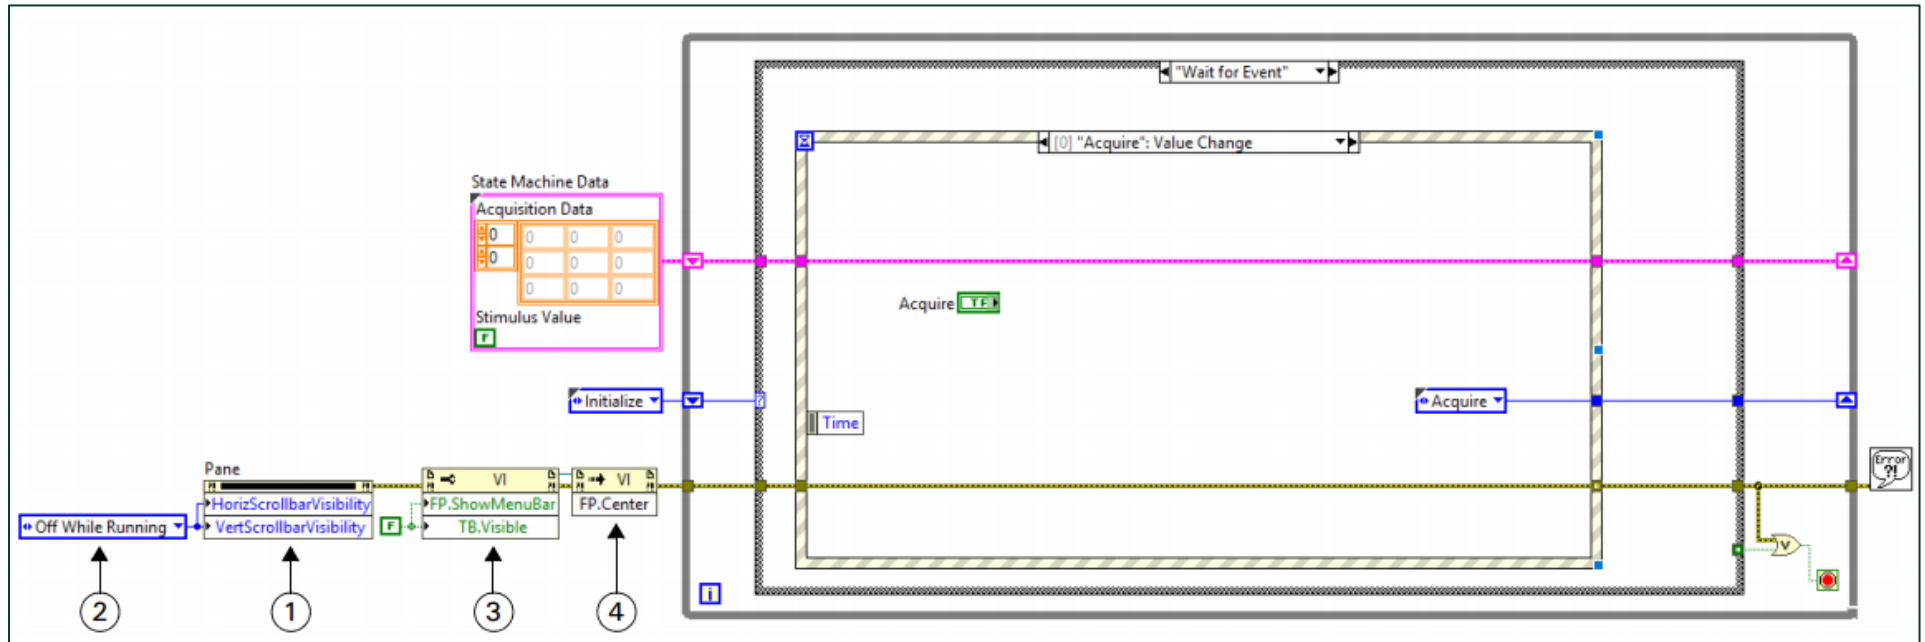 "Wait for Event"
[0] "Acquire": Value Change
State Machine Data
Acquisition Data
0
0 0 0
0
0 0 0
0 0 0
Stimulus Value
F
Acquire TF
Initialize
Acquire
Time
Pane
HorizScrollbarVisibility
VertScrollbarVisibility
Off While Running
F
VI
FP.ShowMenuBar
TB.Visible
VI
FP.Center
Error
?!
?
V
i
2
1
3
4